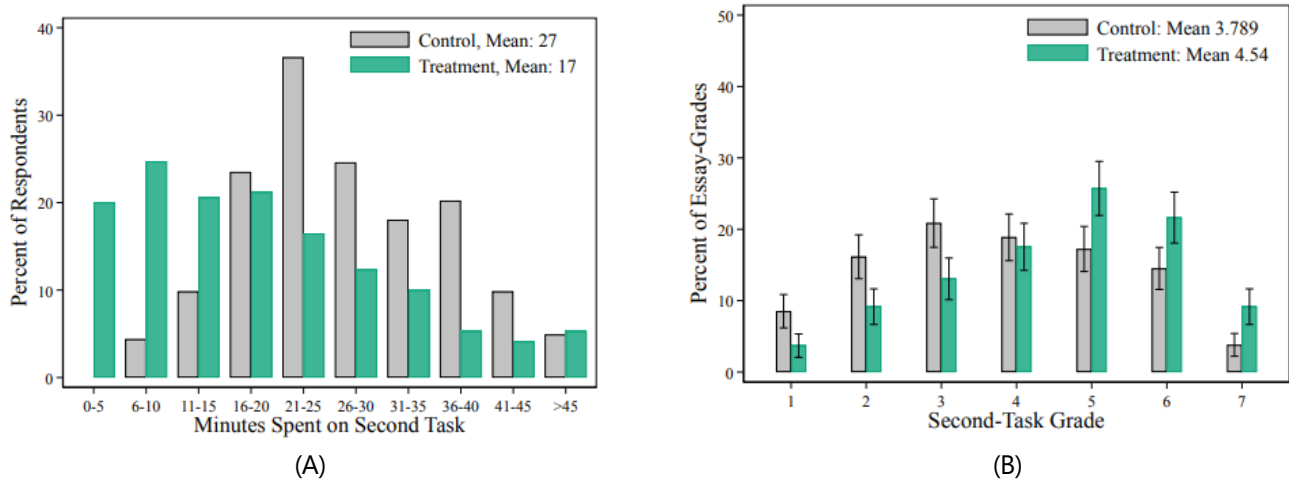 40
30
20
10
0
Percent of Respondents
Control, Mean: 27
Treatment, Mean: 17
0-5 6-10 11-15 16-20 21-25 26-30 31-35 36-40 41-45 >45
Minutes Spent on Second Task
(A)
50
40
30
20
10
0
Percent of Essay-Grades
Control: Mean 3.789
Treatment: Mean 4.54
1 2 3 4 5 6 7
Second-Task Grade
(B)